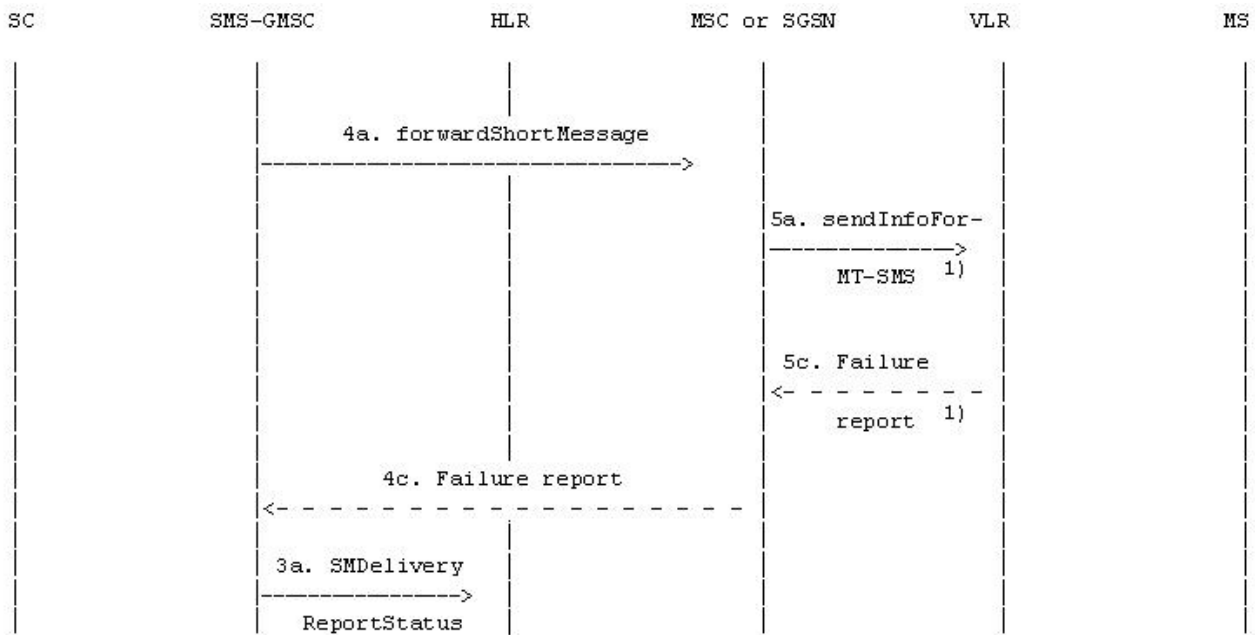 SC SMS-GMSC HLR MSC or SGSN VLR MS
4a. forwardShortMessage
5a. sendInfoFor-
MT-SMS 1)
5c. Failure
report 1)
4c. Failure report
3a. SMDelivery
ReportStatus